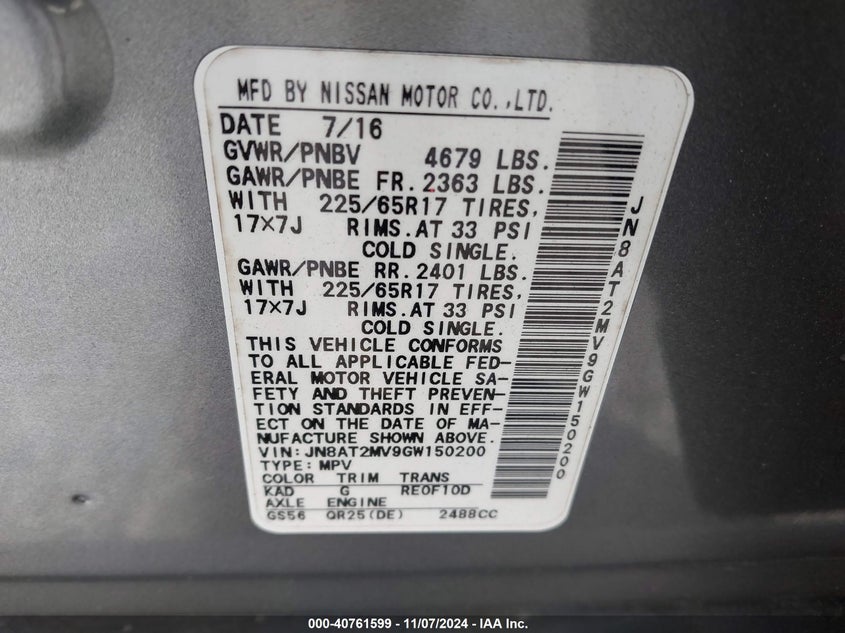 MFD BY NISSAN MOTOR CO.,LTD.
DATE 7/16
GVWR/PNBV 4679 LBS.
GAWR/PNBE FR. 2363 LBS.
WITH 225/65R17 TIRES,
17×7J RIMS. AT 33 PSI
COLD SINGLE.
GAWR/PNBE RR. 2401 LBS.
WITH 225/65R17 TIRES,
17×7J RIMS. AT 33 PSI
COLD SINGLE.
THIS VEHICLE CONFORMS
TO ALL APPLICABLE FED-
ERAL MOTOR VEHICLE SA-
FETY AND THEFT PREVEN-
TION STANDARDS IN EFF-
ECT ON THE DATE OF MA-
NUFACTURE SHOWN ABOVE.
VIN: JN8AT2MV9GW150200
TYPE: MPV
COLOR TRIM TRANS
KAD G RE0F10D
AXLE ENGINE
GS56 QR25(DE) 2488CC
JN8AT2MV9GW150200
000-40761599 - 11/07/2024 - IAA Inc.